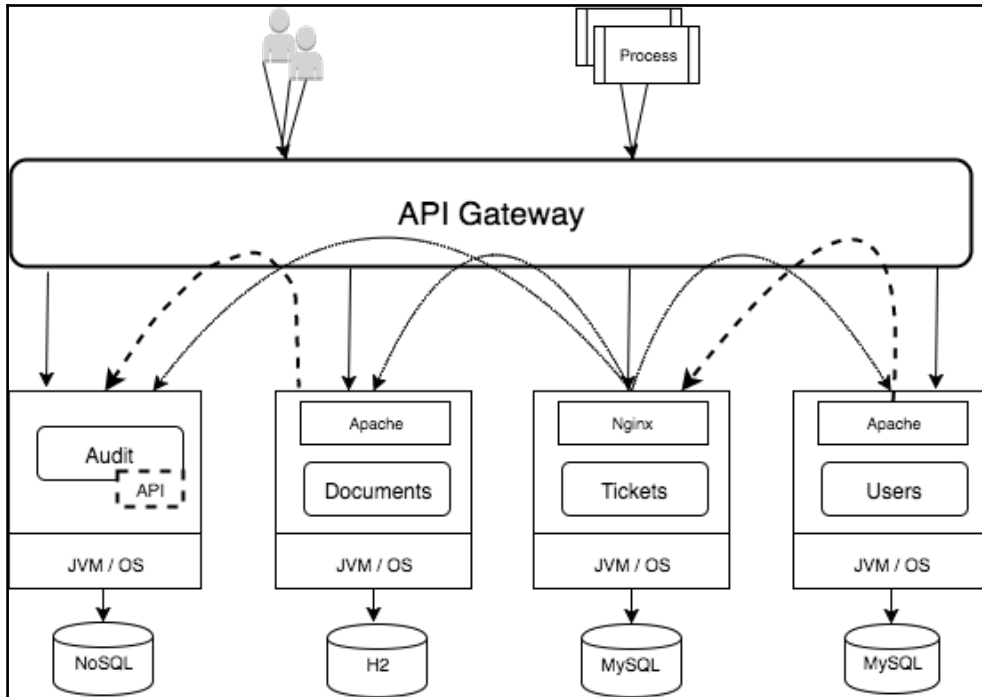 Process
API Gateway
Apache
Nginx
Apache
Audit
API
Documents
Tickets
Users
JVM / OS
JVM / OS
JVM / OS
JVM / OS
NoSQL
H2
MySQL
MySQL